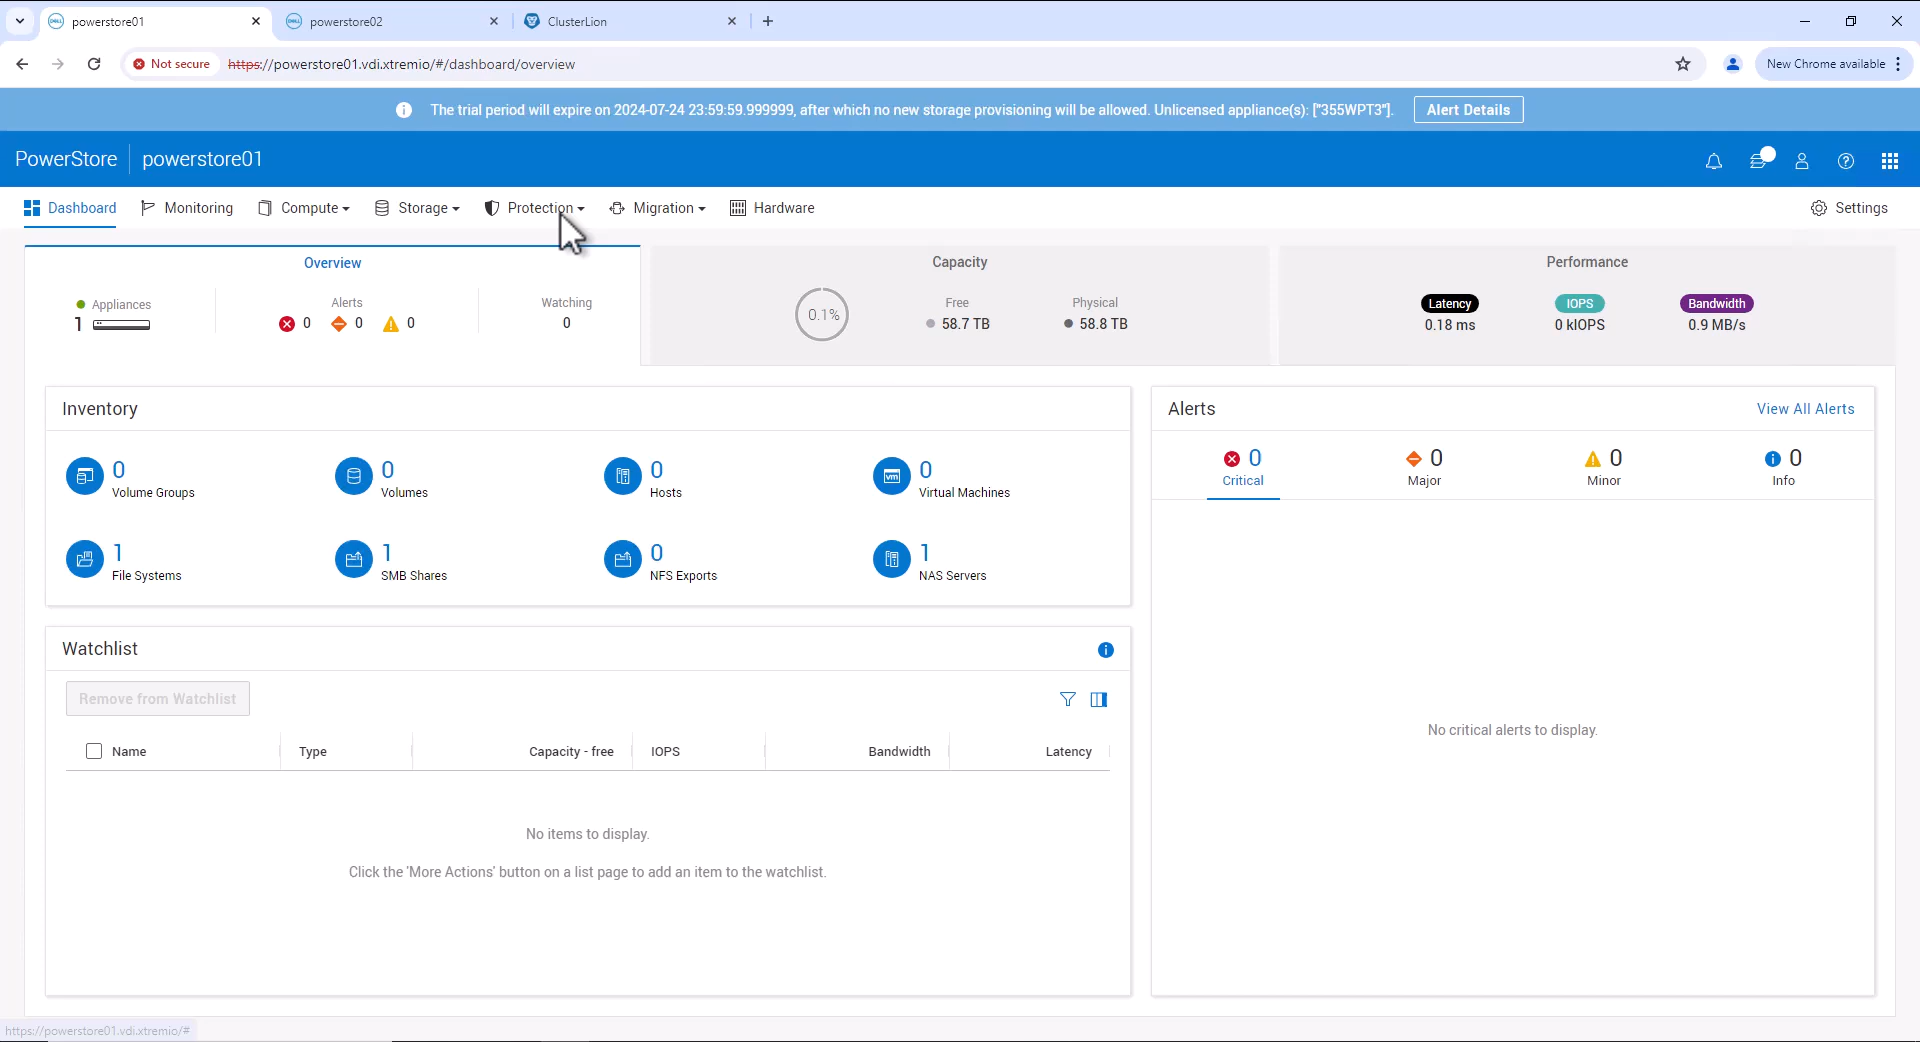 powerstore01
powerstore02
ClusterLion
Not secure
https://powerstore01.vdi.xtremio/#/dashboard/overview
New Chrome available
The trial period will expire on 2024-07-24 23:59:59.999999, after which no new storage provisioning will be allowed. Unlicensed appliance(s): ["355WPT3"].
Alert Details
PowerStore
powerstore01
Dashboard
Monitoring
Compute
Storage
Protection
Migration
Hardware
Settings
Overview
Appliances
1
Alerts
0
0
0
Watching
0
Capacity
0.1%
Free
58.7 TB
Physical
58.8 TB
Performance
Latency
0.18 ms
IOPS
0 kIOPS
Bandwidth
0.9 MB/s
Inventory
0
Volume Groups
0
Volumes
0
Hosts
vm
0
Virtual Machines
1
File Systems
1
SMB Shares
0
NFS Exports
1
NAS Servers
Alerts
View All Alerts
0
Critical
0
Major
0
Minor
0
Info
No critical alerts to display.
Watchlist
Remove from Watchlist
Name
Type
Capacity - free
IOPS
Bandwidth
Latency
No items to display.
Click the 'More Actions' button on a list page to add an item to the watchlist.
https://powerstore01.vdi.xtremio/#